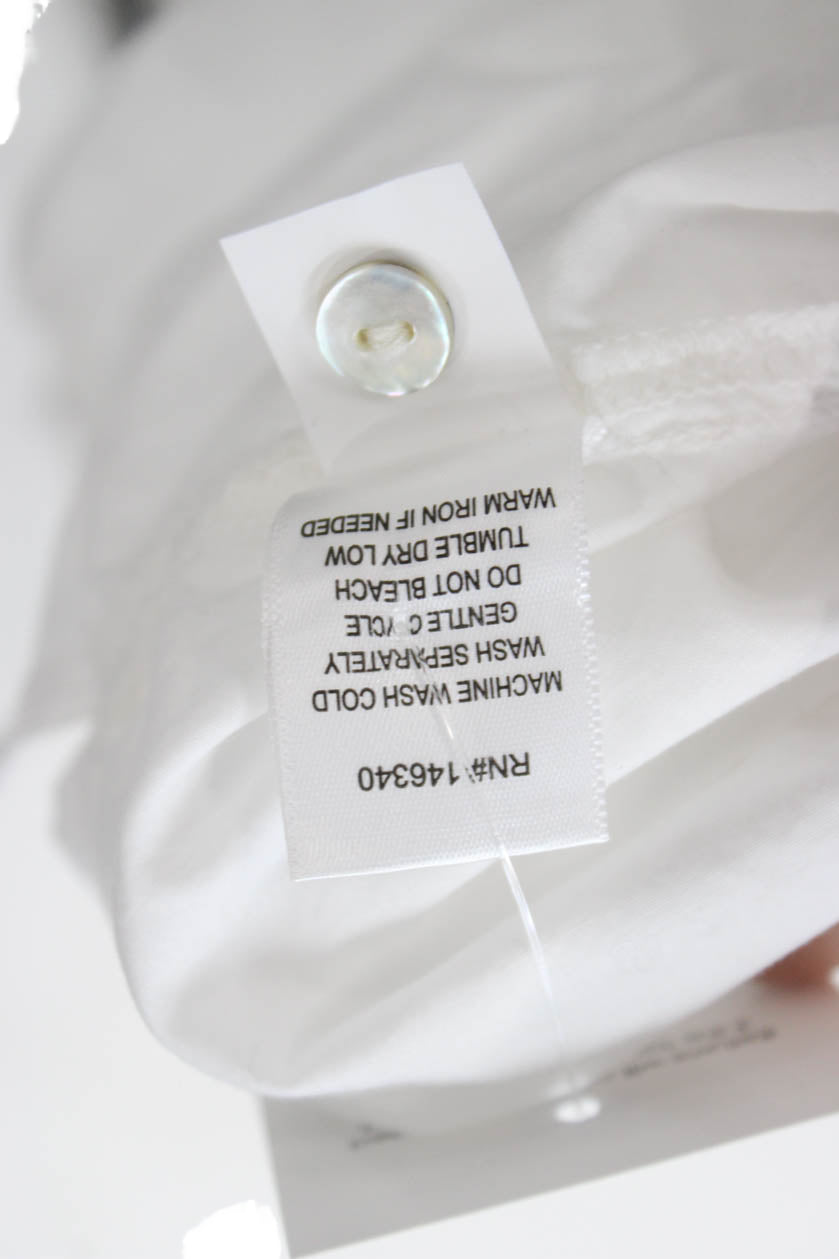 RN# 146340
MACHINE WASH COLD
WASH SEPARATELY
GENTLE CYCLE
DO NOT BLEACH
TUMBLE DRY LOW
WARM IRON IF NEEDED